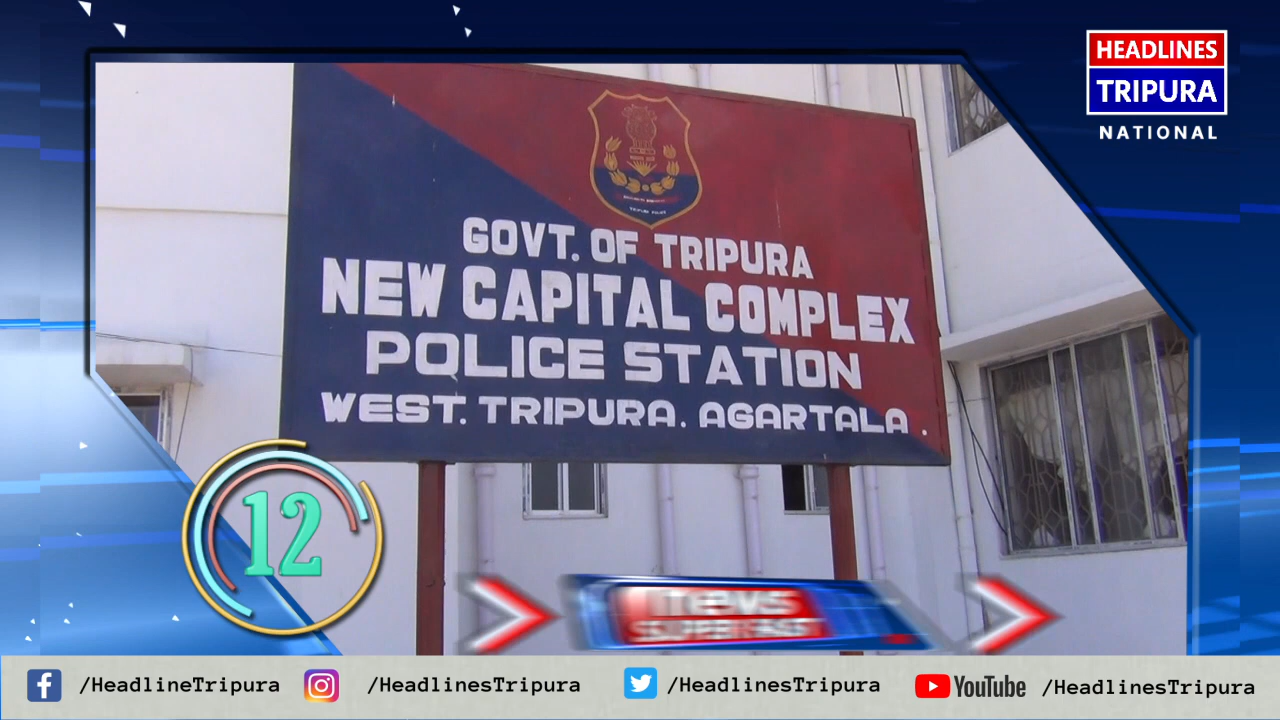 HEADLINES
TRIPURA
NATIONAL
GOVT. OF TRIPURA
NEW CAPITAL COMPLEX
POLICE STATION
WEST. TRIPURA. AGARTALA.
12
NEWS
SUPERFAST
/HeadlineTripura
/HeadlinesTripura
/HeadlinesTripura
YouTube /HeadlinesTripura